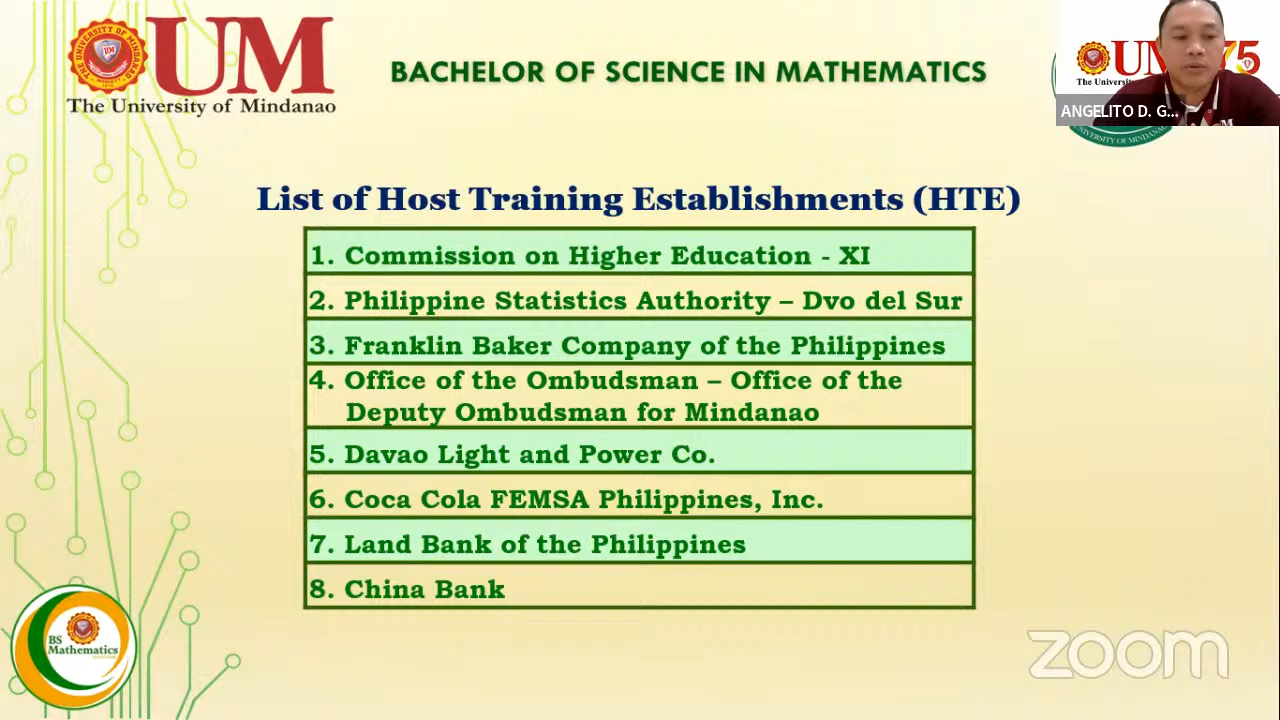 UM
The University of Mindanao
BACHELOR OF SCIENCE IN MATHEMATICS
ANGELITO D. G...
List of Host Training Establishments (HTE)
1. Commission on Higher Education - XI
2. Philippine Statistics Authority – Dvo del Sur
3. Franklin Baker Company of the Philippines
4. Office of the Ombudsman – Office of the
Deputy Ombudsman for Mindanao
5. Davao Light and Power Co.
6. Coca Cola FEMSA Philippines, Inc.
7. Land Bank of the Philippines
8. China Bank
BS
Mathematics
zoom